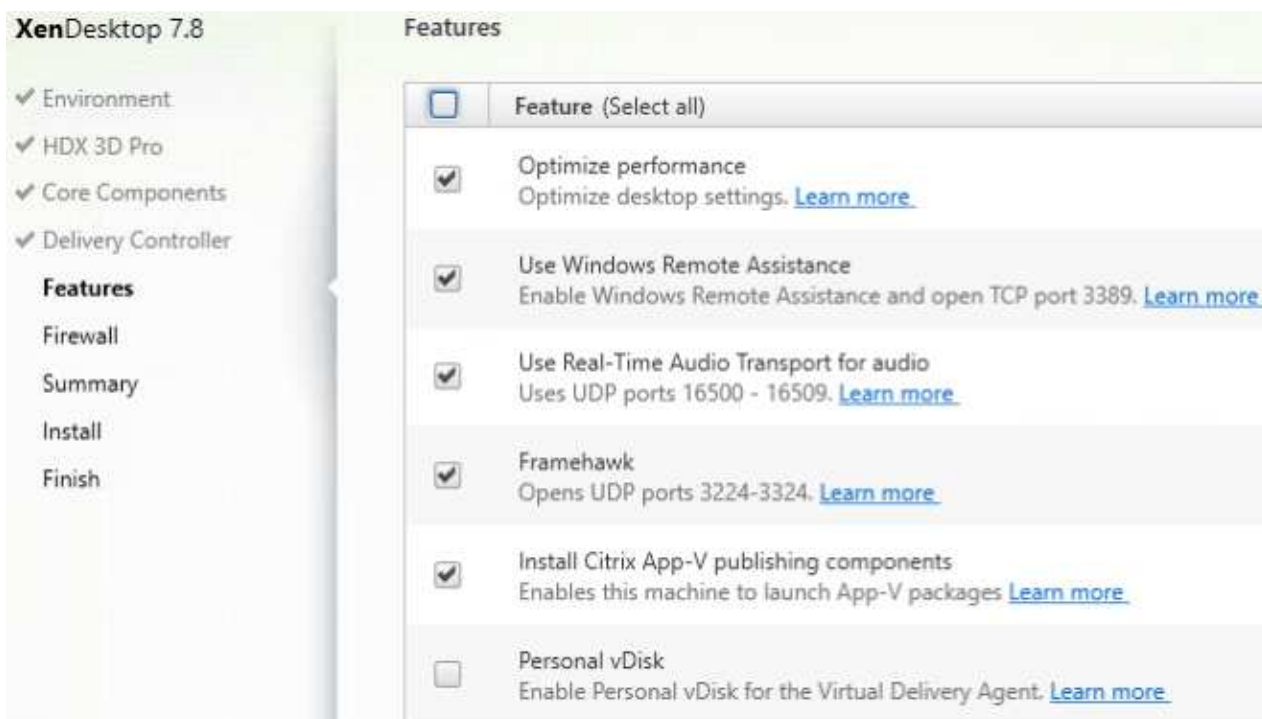 XenDesktop 7.8
Environment
HDX 3D Pro
Core Components
Delivery Controller
Features
Firewall
Summary
Install
Finish
Features
Feature (Select all)
Optimize performance
Optimize desktop settings. Learn more
Use Windows Remote Assistance
Enable Windows Remote Assistance and open TCP port 3389. Learn more
Use Real-Time Audio Transport for audio
Uses UDP ports 16500 - 16509. Learn more
Framehawk
Opens UDP ports 3224-3324. Learn more
Install Citrix App-V publishing components
Enables this machine to launch App-V packages Learn more
Personal vDisk
Enable Personal vDisk for the Virtual Delivery Agent. Learn more